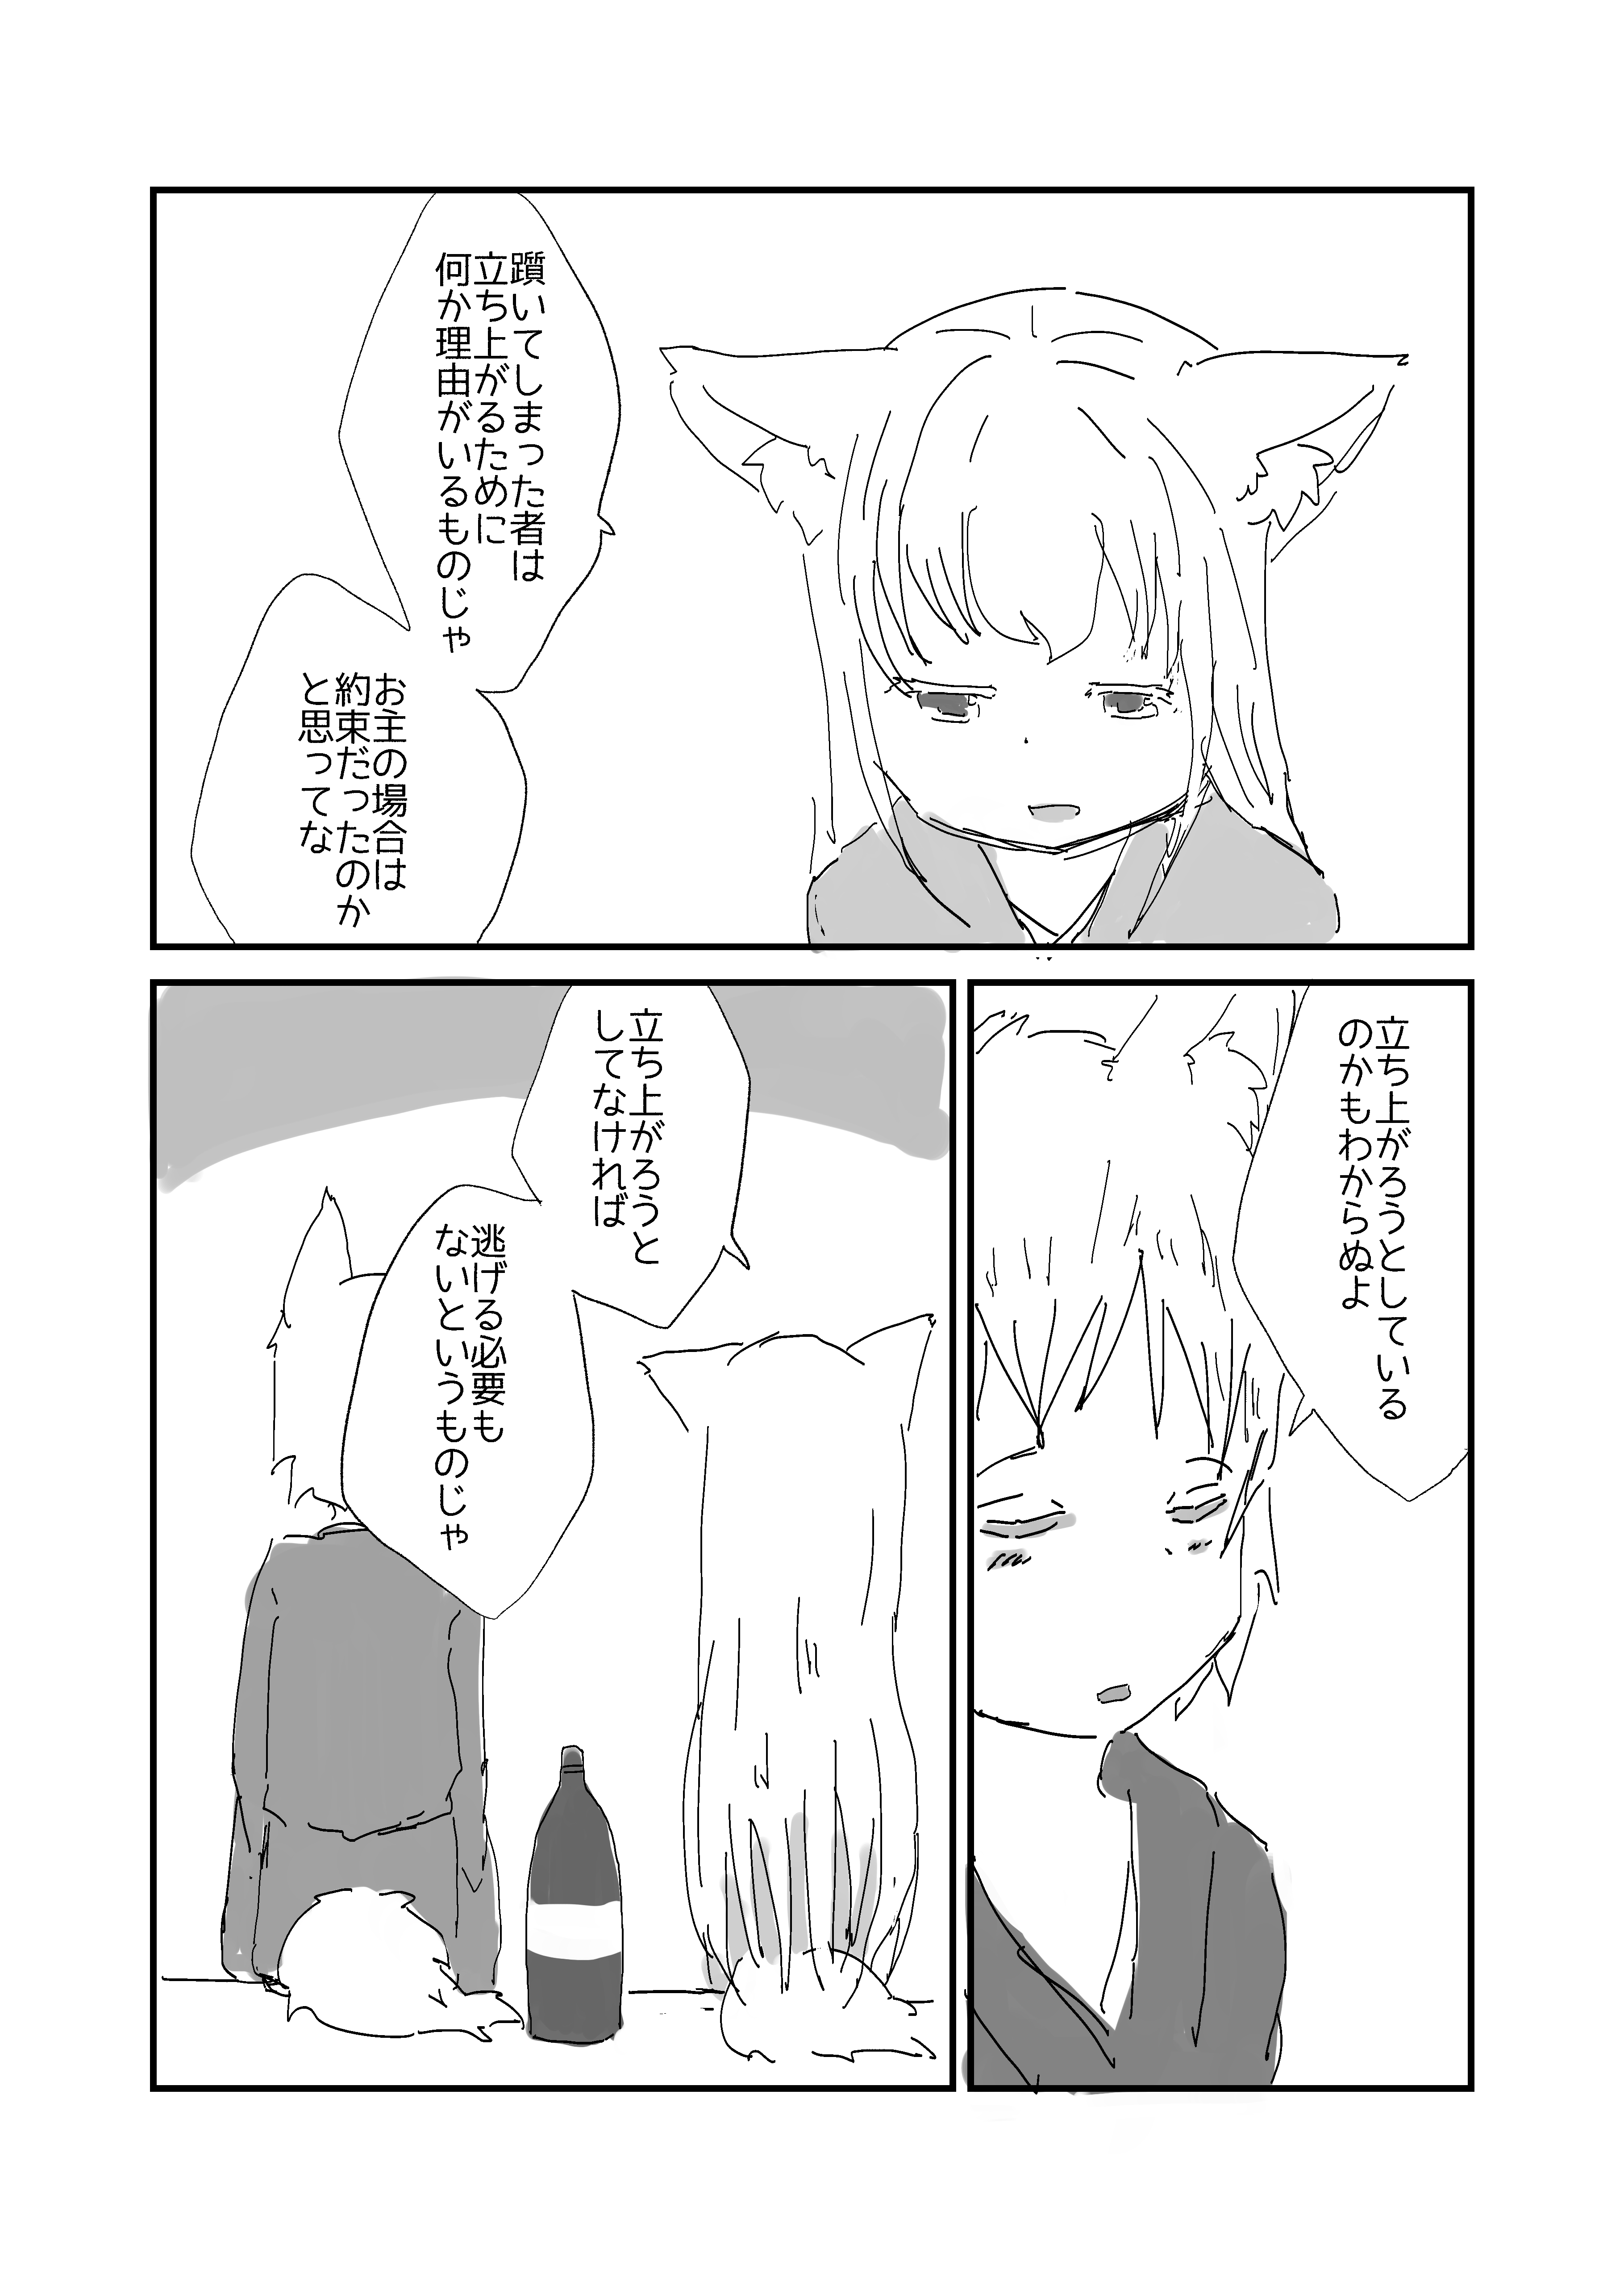 躓いてしまった者は
立ち上がるために
何か理由がいるものじゃ
お主の場合は
約束だったのか
と思ってな
立ち上がろうとしている
のかもわからぬよ
立ち上がろうと
してなければ
逃げる必要も
ないというものじゃ